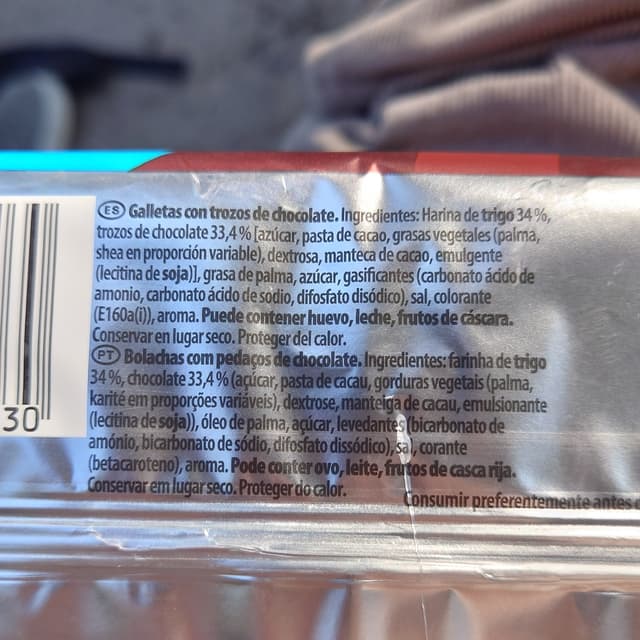 ES Galletas con trozos de chocolate. Ingredientes: Harina de trigo 34 %,
trozos de chocolate 33,4 % [azúcar, pasta de cacao, grasas vegetales (palma,
shea en proporción variable), dextrosa, manteca de cacao, emulgente
(lecitina de soja)], grasa de palma, azúcar, gasificantes (carbonato ácido de
amonio, carbonato ácido de sodio, difosfato disódico), sal, colorante
(E160a(i)), aroma. Puede contener huevo, leche, frutos de cáscara.
Conservar en lugar seco. Proteger del calor.
PT Bolachas com pedaços de chocolate. Ingredientes: farinha de trigo
34 %, chocolate 33,4 % (açúcar, pasta de cacau, gorduras vegetais (palma,
karité em proporções variáveis), dextrose, manteiga de cacau, emulsionante
(lecitina de soja)), óleo de palma, açúcar, levedantes (bicarbonato de
amónio, bicarbonato de sódio, difosfato dissódico), sal, corante
(betacaroteno), aroma. Pode conter ovo, leite, frutos de casca rija.
Conservar em lugar seco. Proteger do calor.
Consumir preferentemente antes
30